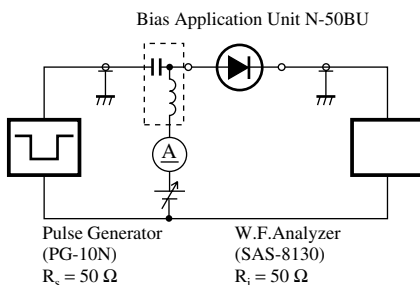 Bias Application Unit N-50BU
A
Pulse Generator
(PG-10N)
Rs = 50 Ω
W.F.Analyzer
(SAS-8130)
Ri = 50 Ω